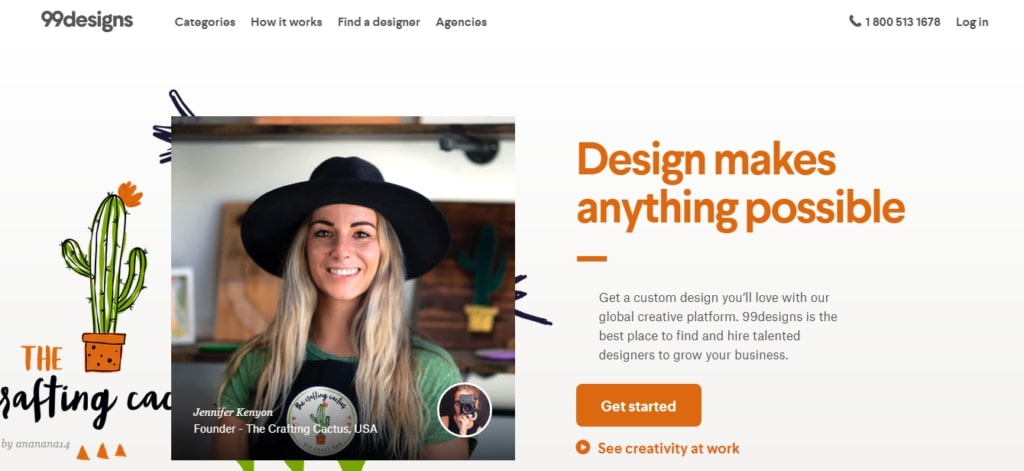 99designs
Categories
How it works
Find a designer
Agencies
1 800 513 1678
Log in
THE
rafting cac
by ananana14
Jennifer Kenyon
Founder - The Crafting Cactus, USA
the crafting cactus
Design makes
anything possible
Get a custom design you'll love with our
global creative platform. 99designs is the
best place to find and hire talented
designers to grow your business.
Get started
See creativity at work